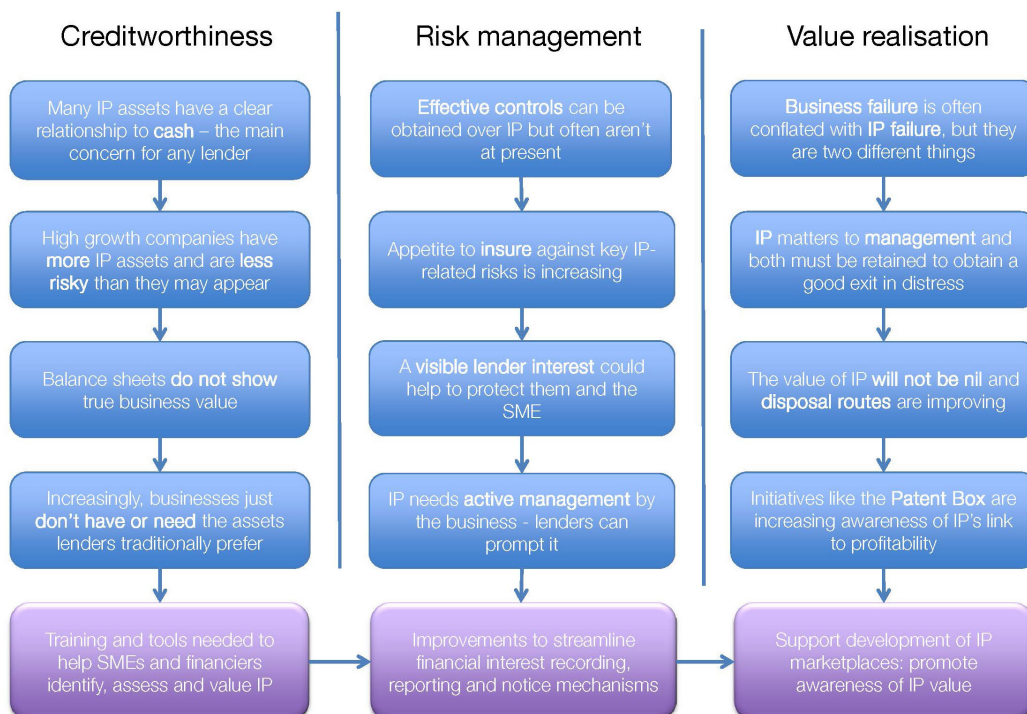 Creditworthiness
Many IP assets have a clear
relationship to cash – the main
concern for any lender
High growth companies have
more IP assets and are less
risky than they may appear
Balance sheets do not show
true business value
Increasingly, businesses just
don't have or need the assets
lenders traditionally prefer
Training and tools needed to
help SMEs and financiers
identify, assess and value IP
Risk management
Effective controls can be
obtained over IP but often aren't
at present
Appetite to insure against key IP-
related risks is increasing
A visible lender interest could
help to protect them and the
SME
IP needs active management by
the business - lenders can
prompt it
Improvements to streamline
financial interest recording,
reporting and notice mechanisms
Value realisation
Business failure is often
conflated with IP failure, but they
are two different things
IP matters to management and
both must be retained to obtain a
good exit in distress
The value of IP will not be nil and
disposal routes are improving
Initiatives like the Patent Box are
increasing awareness of IP's link
to profitability
Support development of IP
marketplaces: promote
awareness of IP value